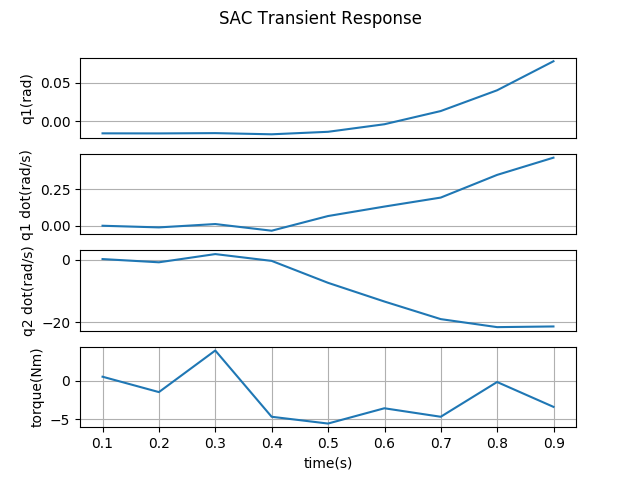 SAC Transient Response
q1(rad)
0.05
0.00
q1 dot(rad/s)
0.25
0.00
q2 dot(rad/s)
0
−20
torque(Nm)
0
−5
0.1 0.2 0.3 0.4 0.5 0.6 0.7 0.8 0.9
time(s)